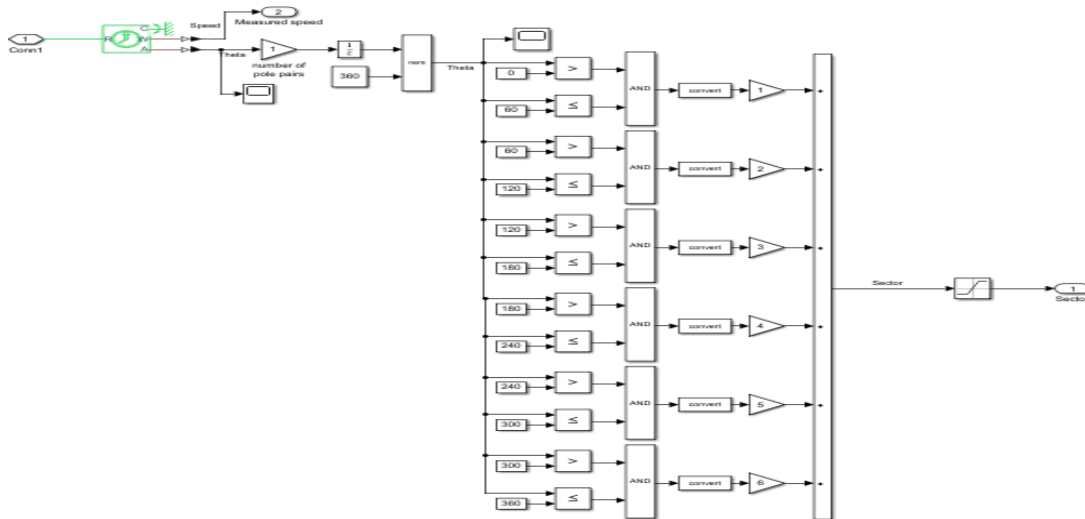 1
Conn1
R
C
W
A
Speed
2
Measured speed
Theta
1
number of
pole pairs
1
z
360
rem
Theta
0
>
60
≤
AND
convert
1
+
60
>
120
≤
AND
convert
2
+
120
>
180
≤
AND
convert
3
+
180
>
240
≤
AND
convert
4
+
240
>
300
≤
AND
convert
5
+
300
>
360
≤
AND
convert
6
+
Sector
1
Secto